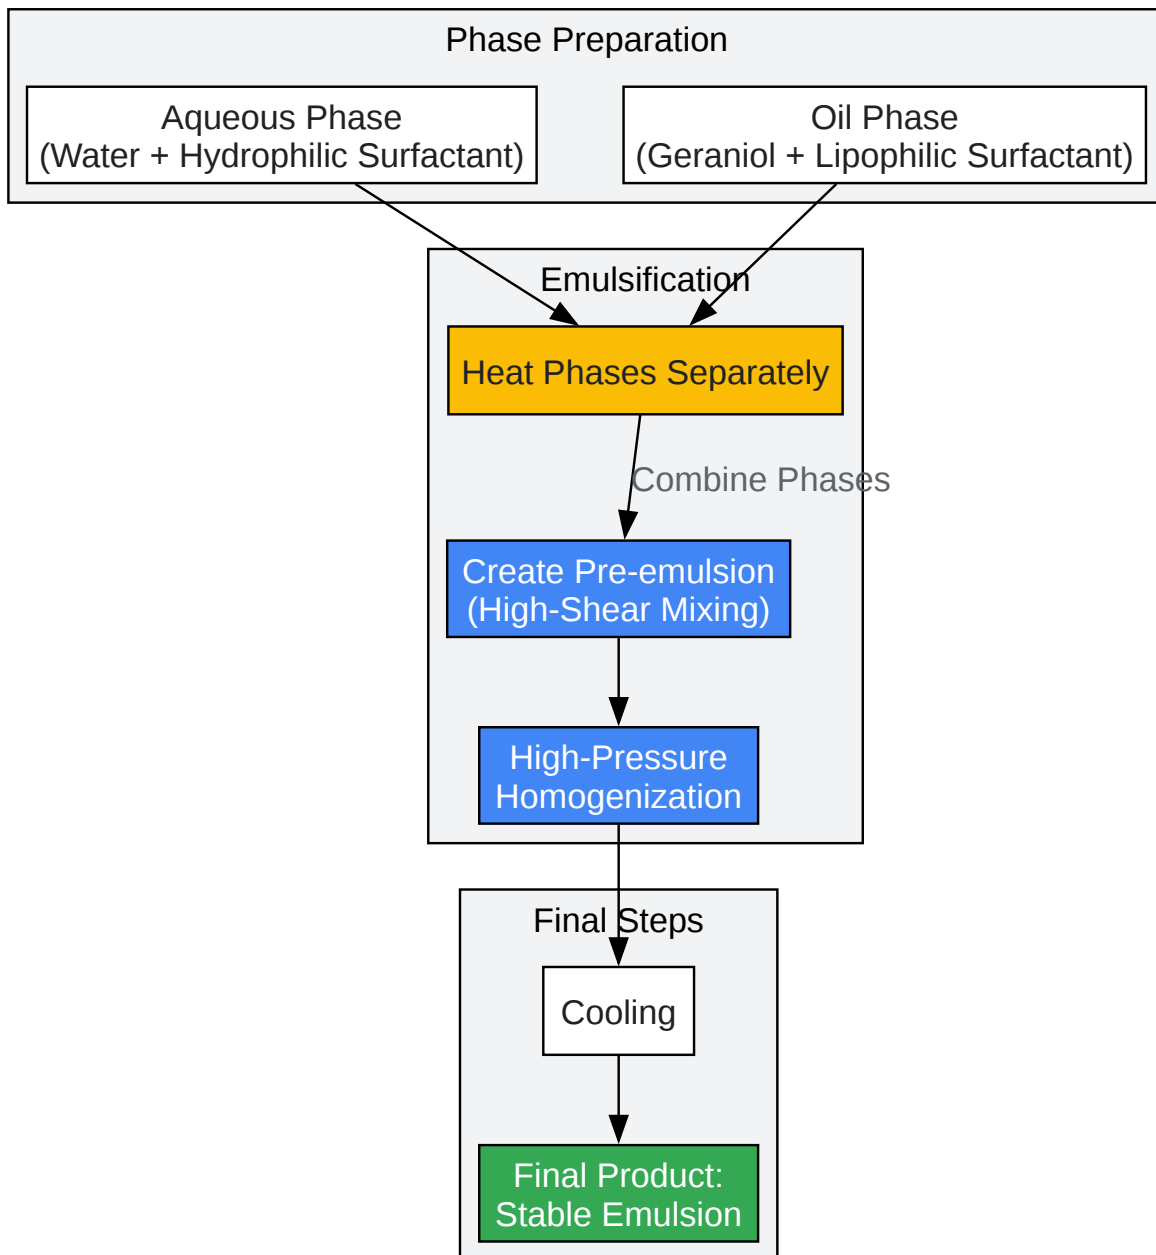 Phase Preparation
Aqueous Phase
(Water + Hydrophilic Surfactant)
Oil Phase
(Geraniol + Lipophilic Surfactant)
Emulsification
Heat Phases Separately
Combine Phases
Create Pre-emulsion
(High-Shear Mixing)
High-Pressure
Homogenization
Final Steps
Cooling
Final Product:
Stable Emulsion